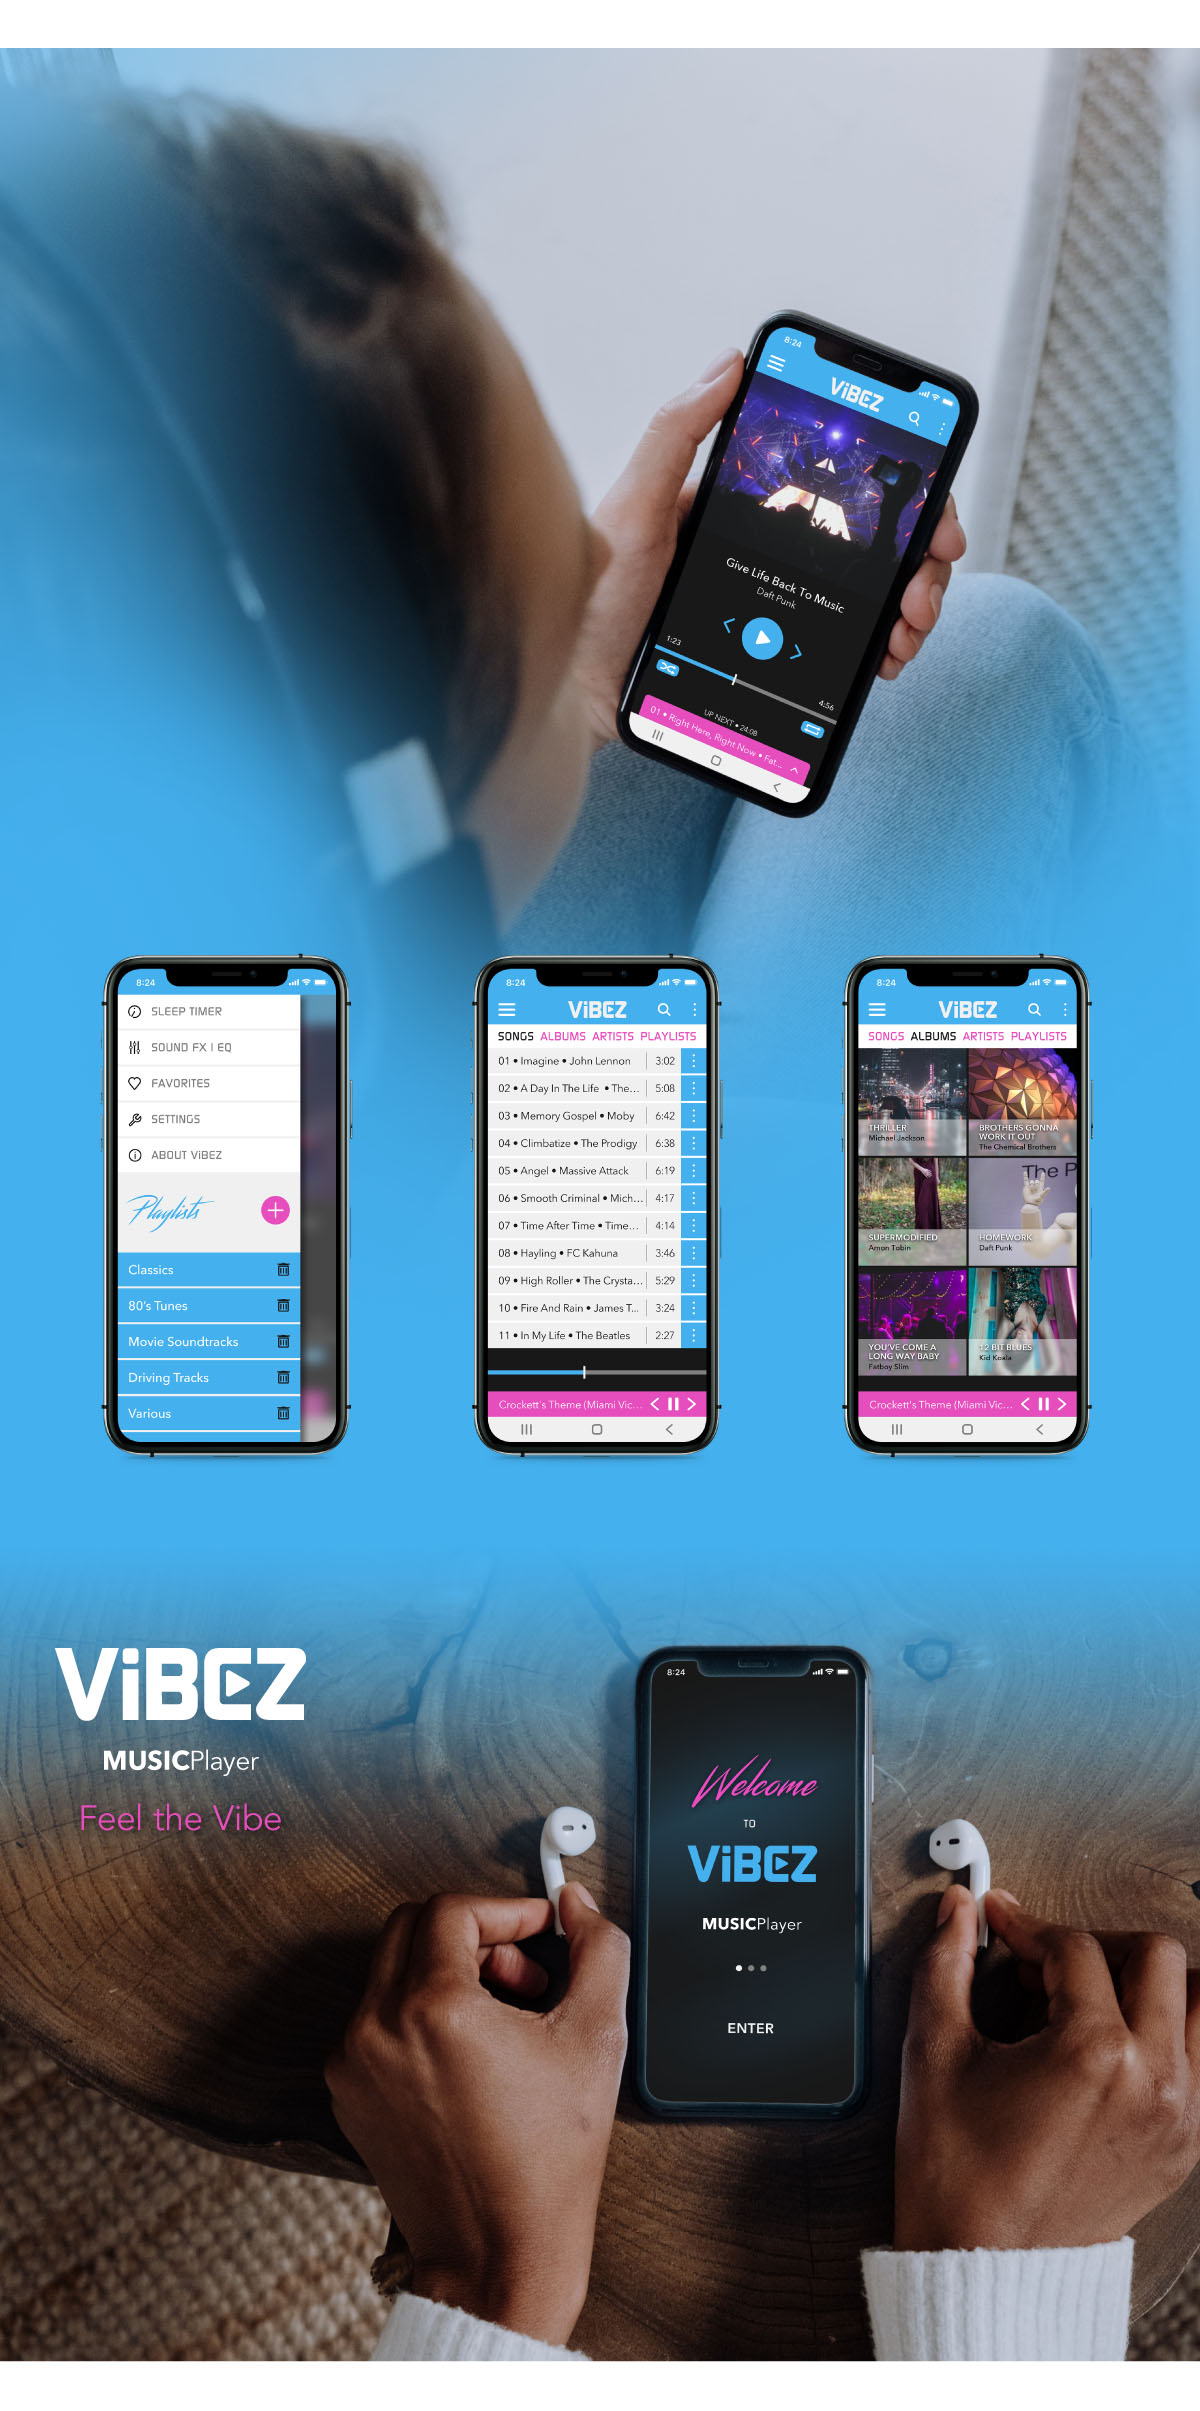 8:24
ViBEZ
Give Life Back To Music
Daft Punk
1:23
4:56
UP NEXT • 24:08
01 • Right Here, Right Now • Fat...
8:24
SLEEP TIMER
SOUND FX | EQ
FAVORITES
SETTINGS
ABOUT ViBEZ
Playlists
Classics
80's Tunes
Movie Soundtracks
Driving Tracks
Various
8:24
ViBEZ
SONGS ALBUMS ARTISTS PLAYLISTS
01 • Imagine • John Lennon 3:02
02 • A Day In The Life • The... 5:08
03 • Memory Gospel • Moby 6:42
04 • Climbatize • The Prodigy 6:38
05 • Angel • Massive Attack 6:19
06 • Smooth Criminal • Mich... 4:17
07 • Time After Time • Time... 4:14
08 • Hayling • FC Kahuna 3:46
09 • High Roller • The Crysta... 5:29
10 • Fire And Rain • James T... 3:24
11 • In My Life • The Beatles 2:27
Crockett's Theme (Miami Vic...
8:24
ViBEZ
SONGS ALBUMS ARTISTS PLAYLISTS
THRILLER
Michael Jackson
BROTHERS GONNA
WORK IT OUT
The Chemical Brothers
The P
SUPERMODIFIED
Amon Tobin
HOMEWORK
Daft Punk
YOU'VE COME A
LONG WAY BABY
Fatboy Slim
12 BIT BLUES
Kid Koala
Crockett's Theme (Miami Vic...
ViBEZ
MUSICPlayer
Feel the Vibe
8:24
Welcome
TO
ViBEZ
MUSICPlayer
ENTER